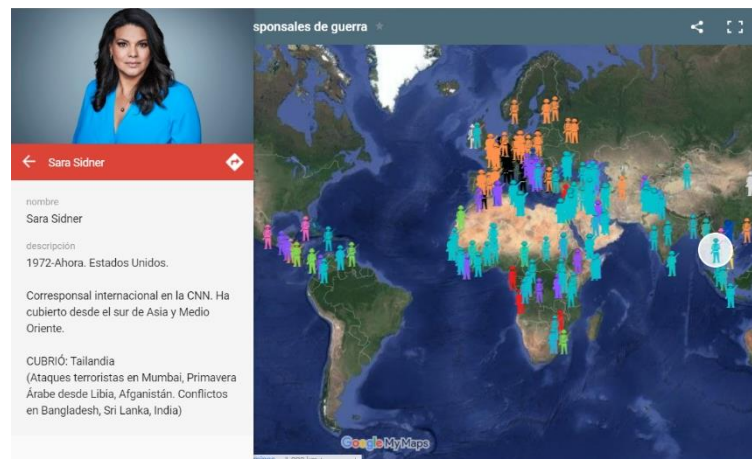 sponsales de guerra
Sara Sidner
nombre
Sara Sidner
descripción
1972-Ahora. Estados Unidos.
Corresponsal internacional en la CNN. Ha
cubierto desde el sur de Asia y Medio
Oriente.
CUBRIÓ: Tailandia
(Ataques terroristas en Mumbai, Primavera
Árabe desde Libia, Afganistán. Conflictos
en Bangladesh, Sri Lanka, India)
Google My Maps